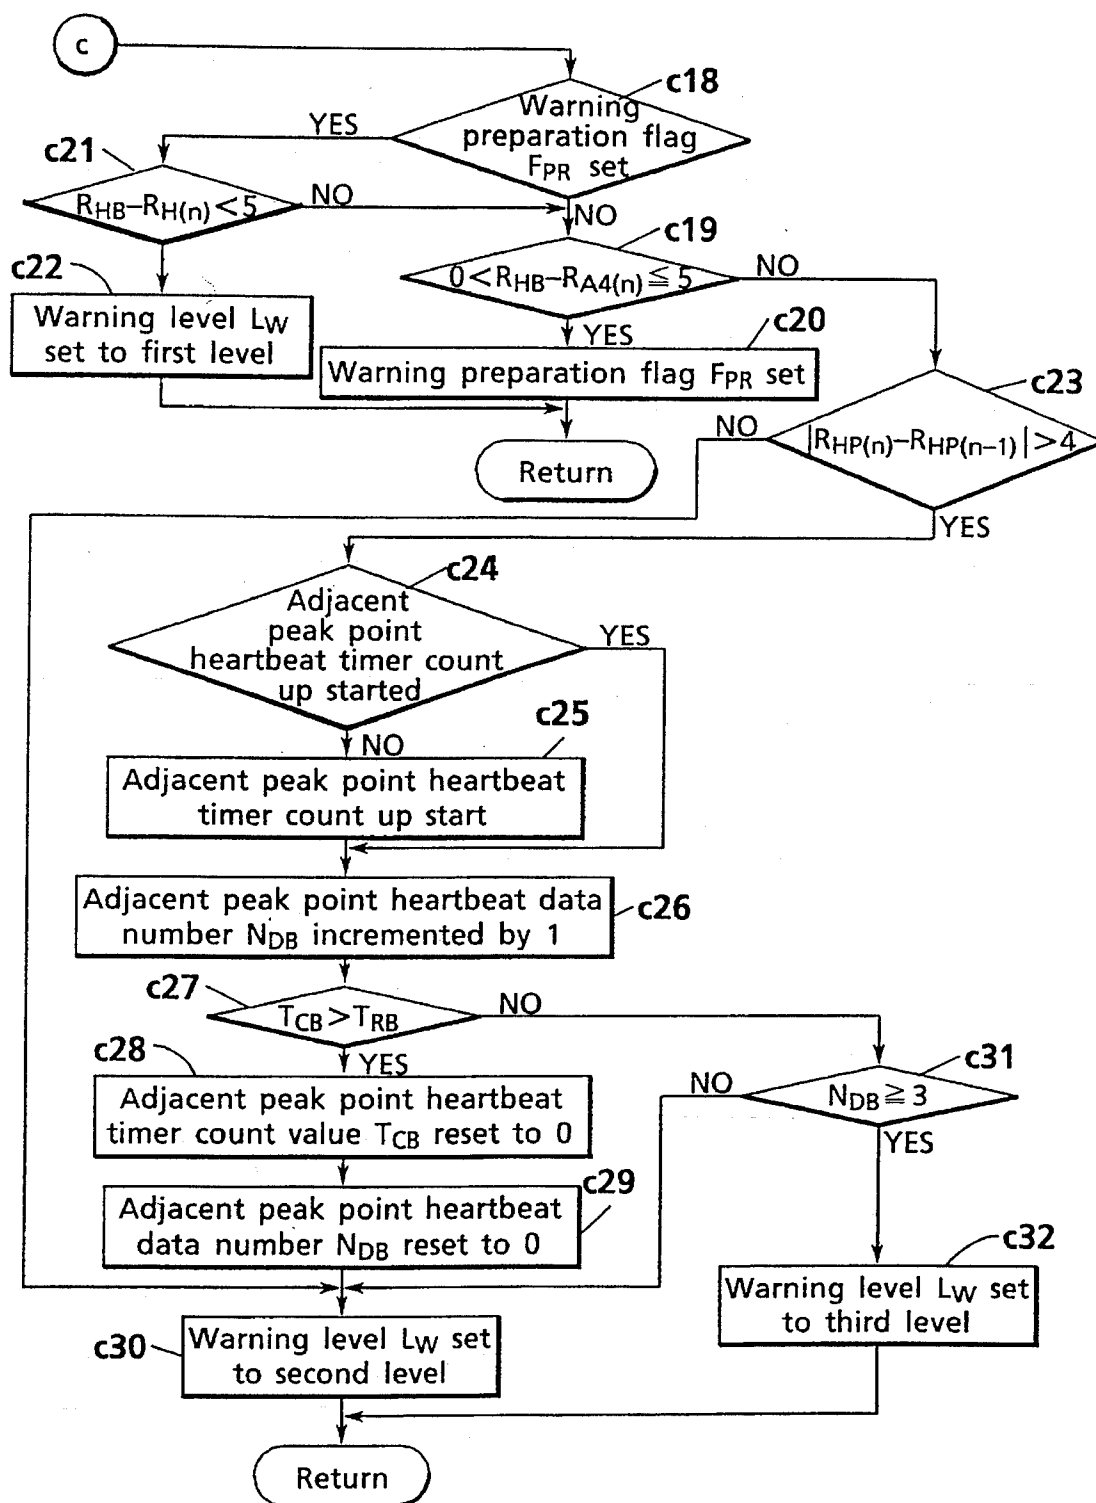 c
c18
Warning
preparation flag
FPR set
YES
c21
RHB–RH(n)<5
NO
NO
c19
0<RHB–RA4(n)≦5
NO
c22
Warning level LW
set to first level
YES
c20
Warning preparation flag FPR set
c23
NO
|RHP(n)–RHP(n–1)|>4
Return
YES
c24
Adjacent
peak point
heartbeat timer count
up started
YES
c25
NO
Adjacent peak point heartbeat
timer count up start
Adjacent peak point heartbeat data
number NDB incremented by 1
c26
c27
TCB>TRB
NO
c28
YES
c31
NO
NDB≧3
Adjacent peak point heartbeat
timer count value TCB reset to 0
YES
c29
Adjacent peak point heartbeat
data number NDB reset to 0
c32
Warning level LW set
to third level
c30
Warning level LW set
to second level
Return